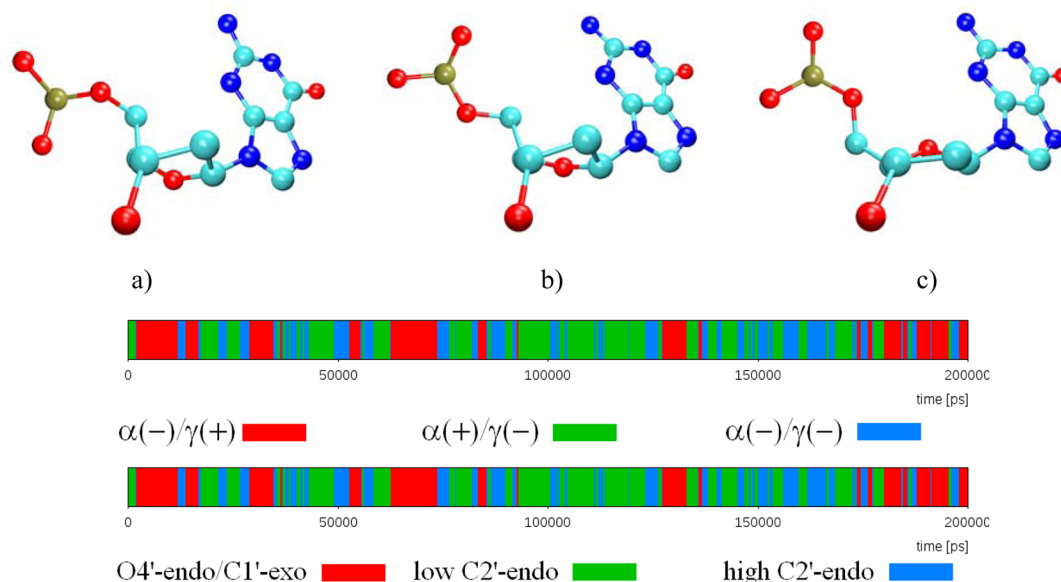 a) b) c)
0 50000 100000 150000 200000
time [ps]
α(−)/γ(+) α(+)/γ(−) α(−)/γ(−)
0 50000 100000 150000 200000
time [ps]
O4'-endo/C1'-exo low C2'-endo high C2'-endo